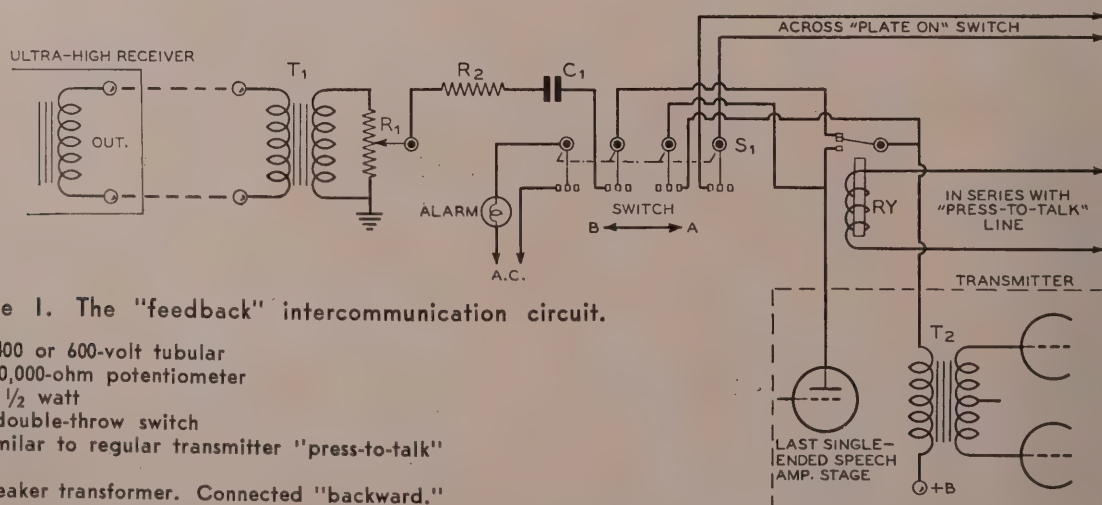 ACROSS "PLATE ON" SWITCH
ULTRA-HIGH RECEIVER
T1
R2
C1
OUT.
R1
S1
ALARM
SWITCH
B A
RY
IN SERIES WITH
"PRESS-TO-TALK"
LINE
A.C.
TRANSMITTER
T2
e I. The "feedback" intercommunication circuit.
400 or 600-volt tubular
0,000-ohm potentiometer
½ watt
double-throw switch
milar to regular transmitter "press-to-talk"
eaker transformer. Connected "backward."
LAST SINGLE-
ENDED SPEECH
AMP. STAGE
+B